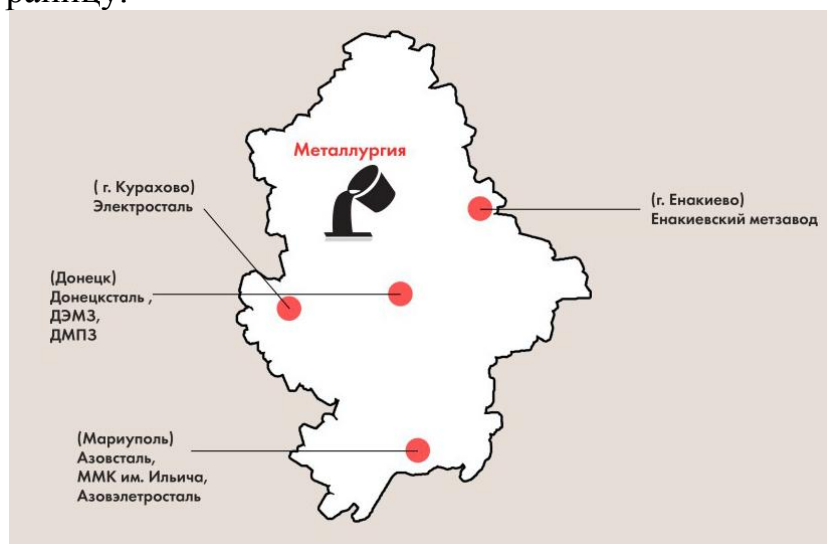 раницу.
Металлургия
( г. Курахово)
Электросталь
(г. Енакиево)
Енакиевский метзавод
(Донецк)
Донецксталь ,
ДЭМЗ,
ДМПЗ
(Мариуполь)
Азовсталь,
ММК им. Ильича,
Азовэлетросталь